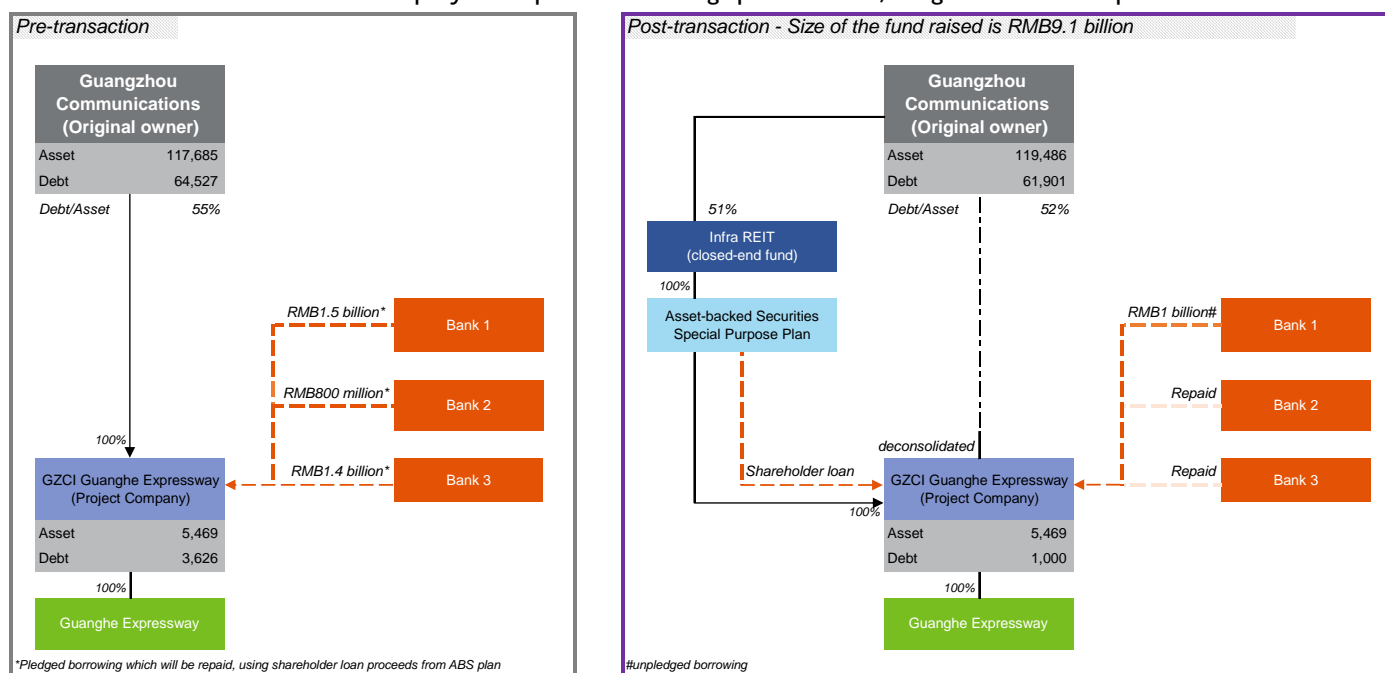 Pre-transaction
Guangzhou
Communications
(Original owner)
Asset 117,685
Debt 64,527
Debt/Asset 55%
RMB1.5 billion*
Bank 1
RMB800 million*
Bank 2
100%
RMB1.4 billion*
Bank 3
GZCI Guanghe Expressway
(Project Company)
Asset 5,469
Debt 3,626
100%
Guanghe Expressway
*Pledged borrowing which will be repaid, using shareholder loan proceeds from ABS plan
Post-transaction - Size of the fund raised is RMB9.1 billion
Guangzhou
Communications
(Original owner)
Asset 119,486
Debt 61,901
Debt/Asset 52%
51%
Infra REIT
(closed-end fund)
100%
Asset-backed Securities
Special Purpose Plan
RMB1 billion#
Bank 1
Repaid
Bank 2
deconsolidated
Shareholder loan
Repaid
Bank 3
GZCI Guanghe Expressway
(Project Company)
100%
Asset 5,469
Debt 1,000
100%
Guanghe Expressway
#unpledged borrowing